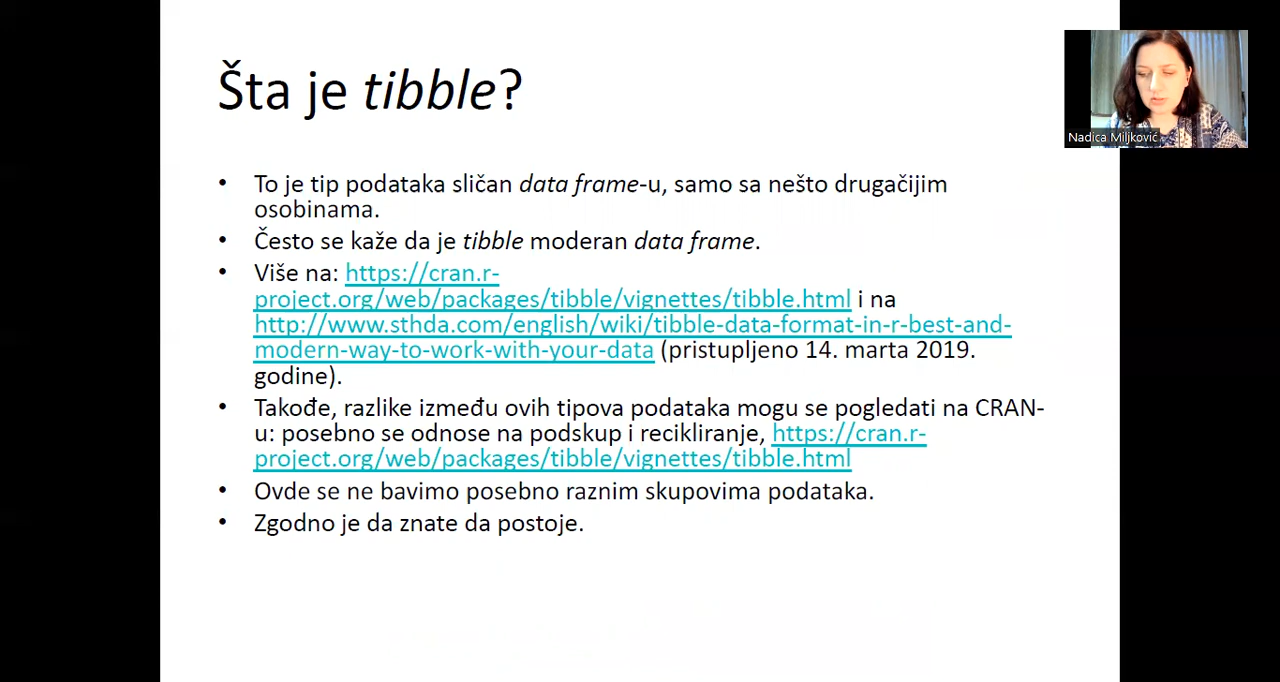 Šta je tibble?
Nadica Miljković
• To je tip podataka sličan data frame-u, samo sa nešto drugačijim
osobinama.
• Često se kaže da je tibble moderan data frame.
• Više na: https://cran.r-
project.org/web/packages/tibble/vignettes/tibble.html i na
http://www.sthda.com/english/wiki/tibble-data-format-in-r-best-and-
modern-way-to-work-with-your-data (pristupljeno 14. marta 2019.
godine).
• Takođe, razlike između ovih tipova podataka mogu se pogledati na CRAN-
u: posebno se odnose na podskup i recikliranje, https://cran.r-
project.org/web/packages/tibble/vignettes/tibble.html
• Ovde se ne bavimo posebno raznim skupovima podataka.
• Zgodno je da znate da postoje.